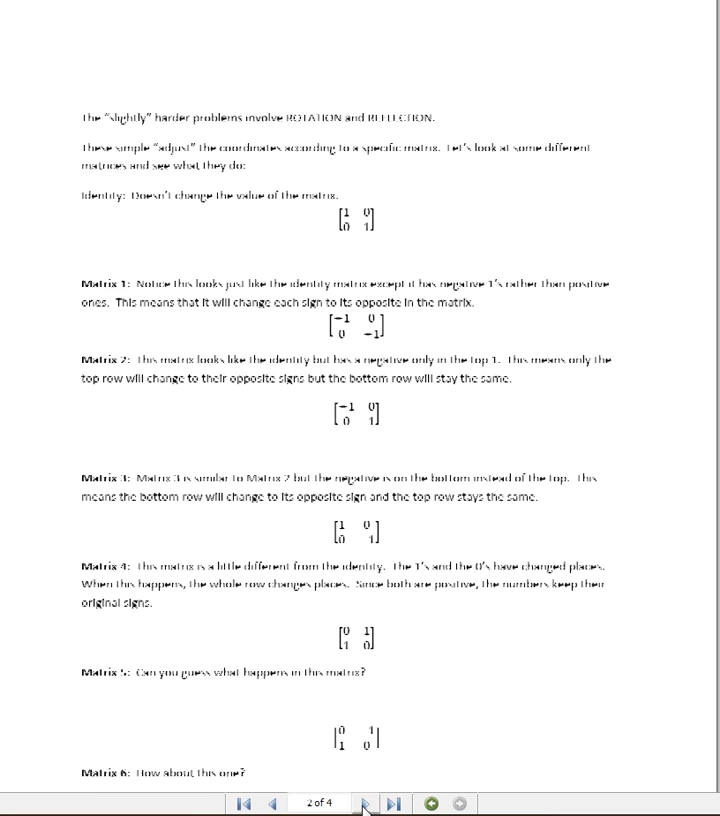 The "slightly" harder problems involve ROTATION and REFLECTION.
These simple "adjust" the coordinates according to a specific matrix. Let's look at some different
matrices and see what they do:
Identity: Doesn't change the value of the matrix.
[1 0
0 1]
Matrix 1: Notice this looks just like the identity matrix except it has negative 1's rather than positive
ones. This means that it will change each sign to its opposite in the matrix.
[−1 0
0 −1]
Matrix 2: This matrix looks like the identity but has a negative only in the top 1. This means only the
top row will change to their opposite signs but the bottom row will stay the same.
[−1 0
0 1]
Matrix 3: Matrix 3 is similar to Matrix 2 but the negative is on the bottom instead of the top. This
means the bottom row will change to its opposite sign and the top row stays the same.
[1 0
0 1]
Matrix 4: This matrix is a little different from the identity. The 1's and the 0's have changed places.
When this happens, the whole row changes places. Since both are positive, the numbers keep their
original signs.
[0 1
1 0]
Matrix 5: Can you guess what happens in this matrix?
[0 1
1 0]
Matrix 6: How about this one?
2 of 4